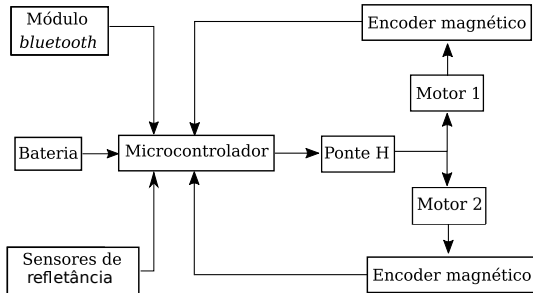 Módulo
bluetooth
Encoder magnético
Motor 1
Bateria
Microcontrolador
Ponte H
Motor 2
Sensores de
refletância
Encoder magnético